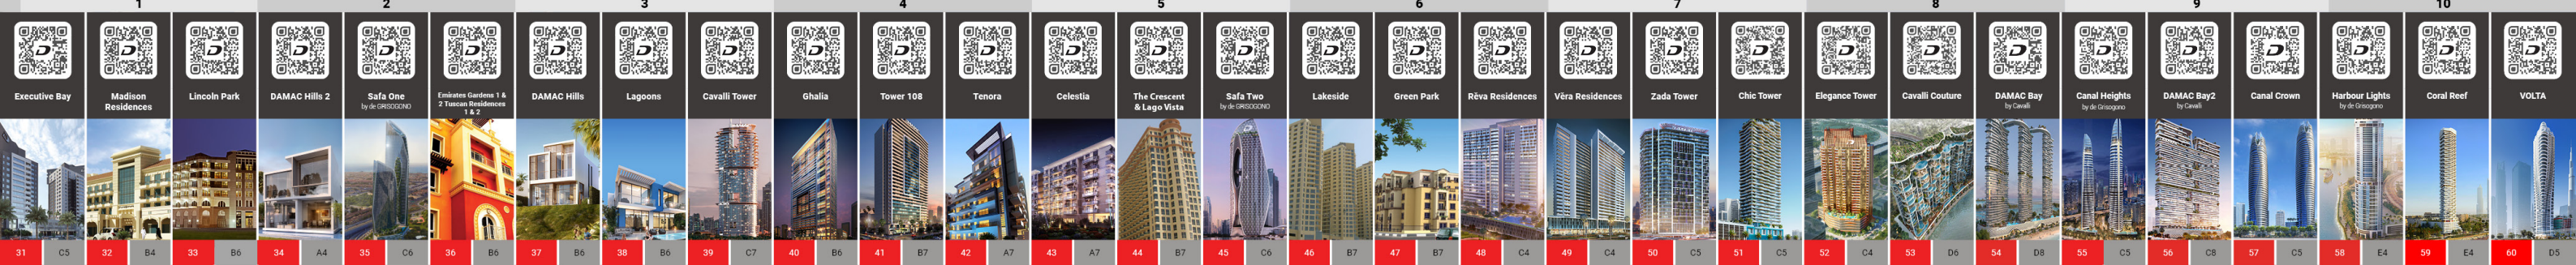 1 2 3 4 5 6 7 8 9 10
Executive Bay
31 C5
Madison
Residences
32 B4
Lincoln Park
33 B6
DAMAC Hills 2
34 A4
Safa One
by de GRISOGONO
35 C6
Emirates Gardens 1 &
2 Tuscan Residences
1 & 2
36 B6
DAMAC Hills
37 B6
Lagoons
38 B6
Cavalli Tower
39 C7
Ghalia
40 B6
Tower 108
41 B7
Tenora
42 A7
Celestia
43 A7
The Crescent
& Lago Vista
44 B7
Safa Two
by de GRISOGONO
45 C6
Lakeside
46 B7
Green Park
47 B7
Rêva Residences
48 C4
Vêra Residences
49 C4
Zada Tower
50 C5
Chic Tower
51 C5
Elegance Tower
52 C4
Cavalli Couture
53 D6
DAMAC Bay
by Cavalli
54 D8
Canal Heights
by de Grisogono
55 C5
DAMAC Bay2
by Cavalli
56 C8
Canal Crown
57 C5
Harbour Lights
by de Grisogono
58 E4
Coral Reef
59 E4
VOLTA
60 D5